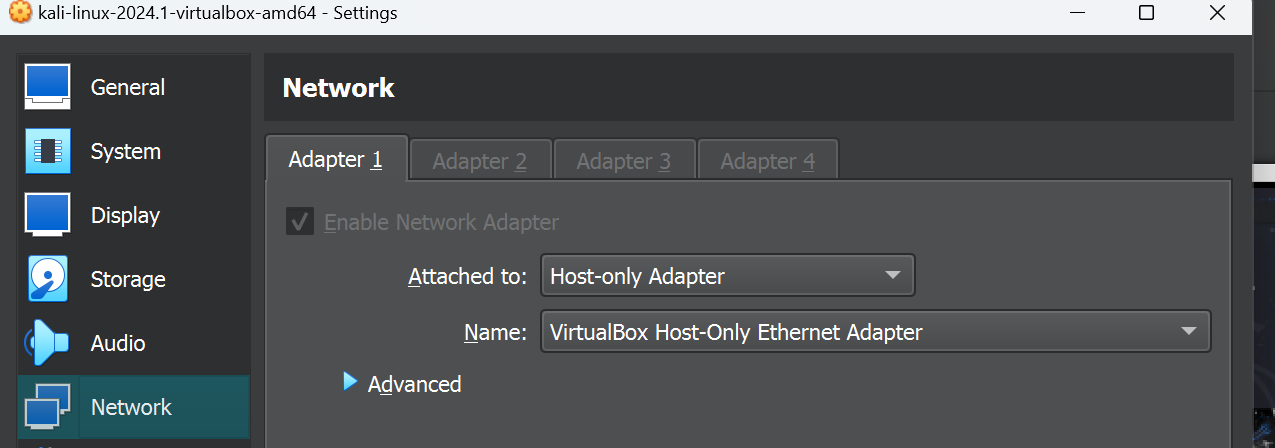 kali-linux-2024.1-virtualbox-amd64 - Settings
General
System
Display
Storage
Audio
Network
Network
Adapter 1
Adapter 2
Adapter 3
Adapter 4
Enable Network Adapter
Attached to: Host-only Adapter
Name: VirtualBox Host-Only Ethernet Adapter
Advanced